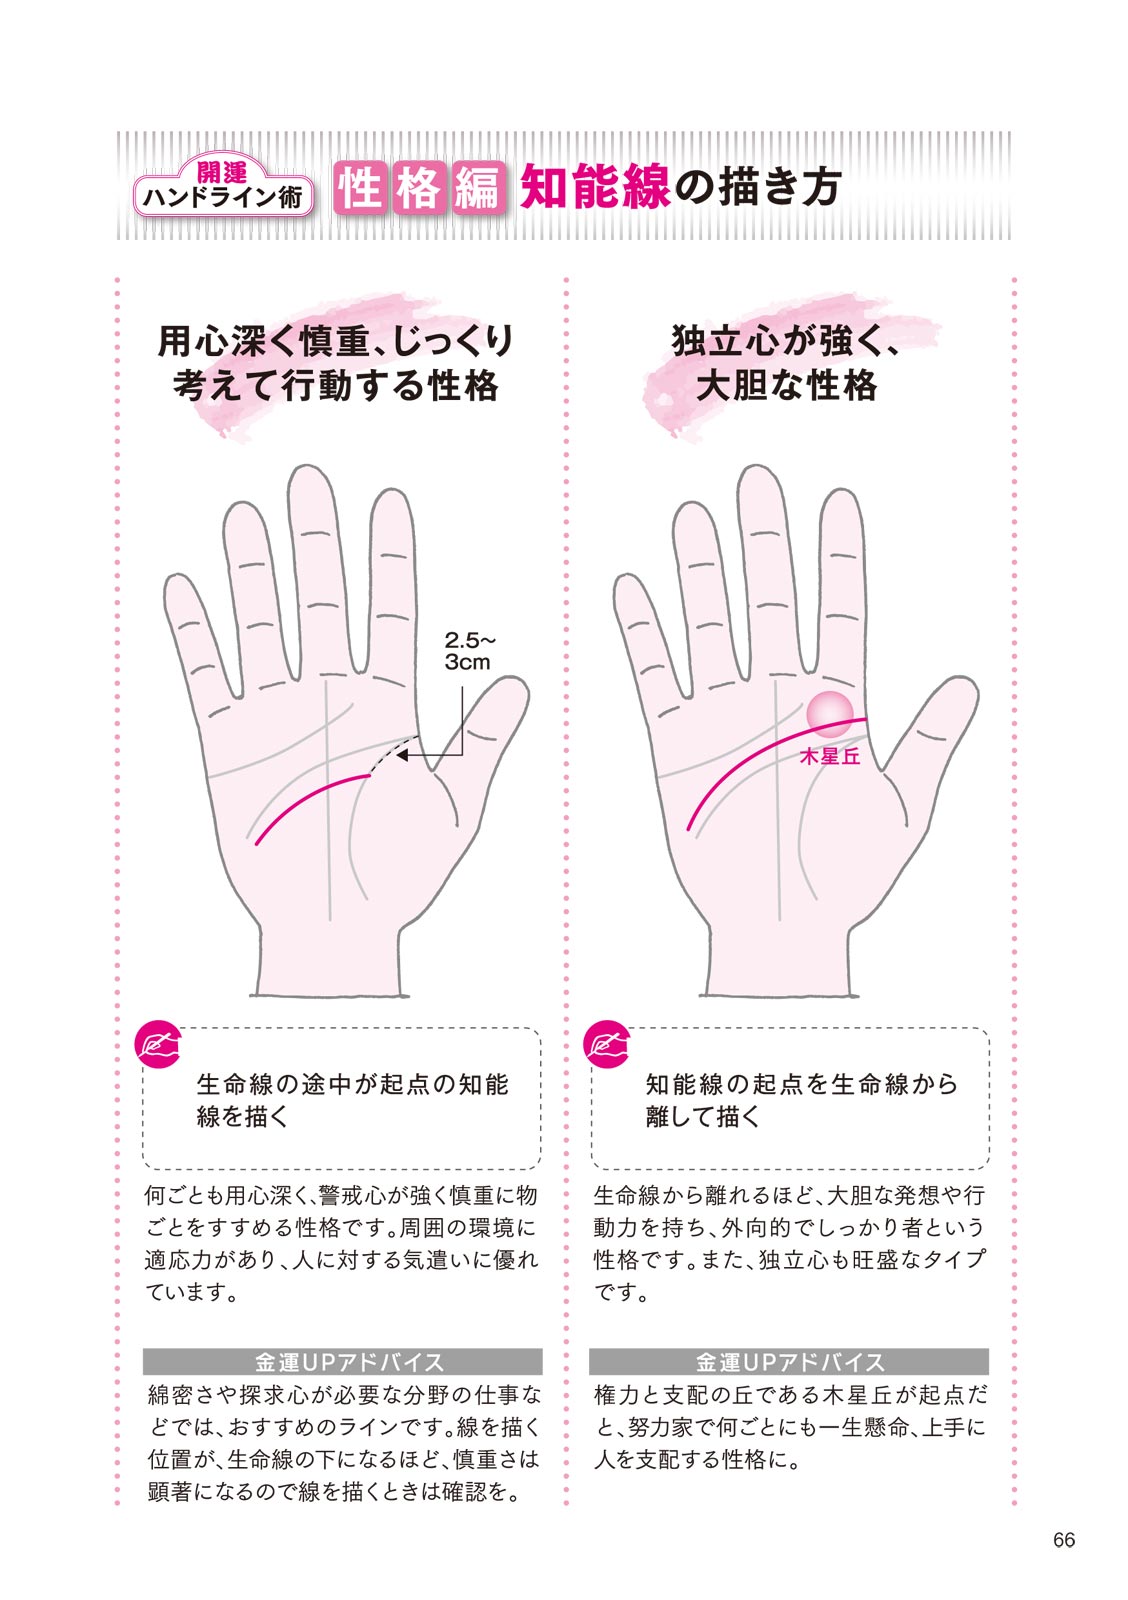 開運
ハンドライン術
性格編 知能線の描き方
用心深く慎重、じっくり
考えて行動する性格
2.5〜
3cm
生命線の途中が起点の知能
線を描く
何ごとも用心深く、警戒心が強く慎重に物
ごとをすすめる性格です。周囲の環境に
適応力があり、人に対する気遣いに優れ
ています。
金運UPアドバイス
綿密さや探求心が必要な分野の仕事な
どでは、おすすめのラインです。線を描く
位置が、生命線の下になるほど、慎重さは
顕著になるので線を描くときは確認を。
独立心が強く、
大胆な性格
木星丘
知能線の起点を生命線から
離して描く
生命線から離れるほど、大胆な発想や行
動力を持ち、外向的でしっかり者という
性格です。また、独立心も旺盛なタイプ
です。
金運UPアドバイス
権力と支配の丘である木星丘が起点だ
と、努力家で何ごとにも一生懸命、上手に
人を支配する性格に。
66